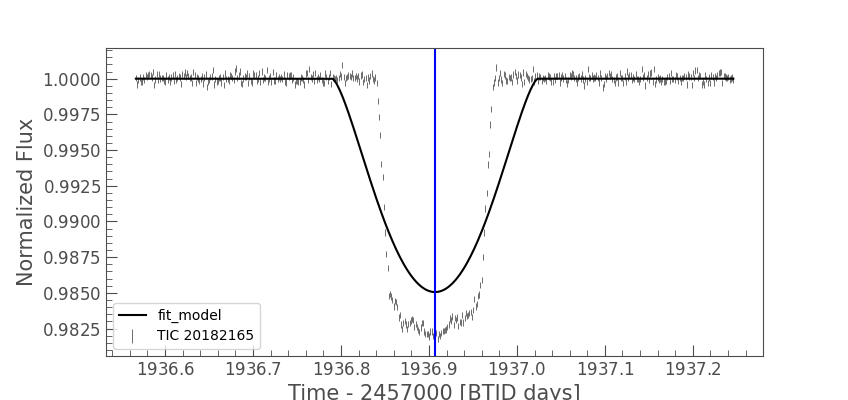 Normalized Flux
1.0000
0.9975
0.9950
0.9925
0.9900
0.9875
0.9850
0.9825
fit_model
TIC 20182165
1936.6 1936.7 1936.8 1936.9 1937.0 1937.1 1937.2
Time - 2457000 [BTJD days]